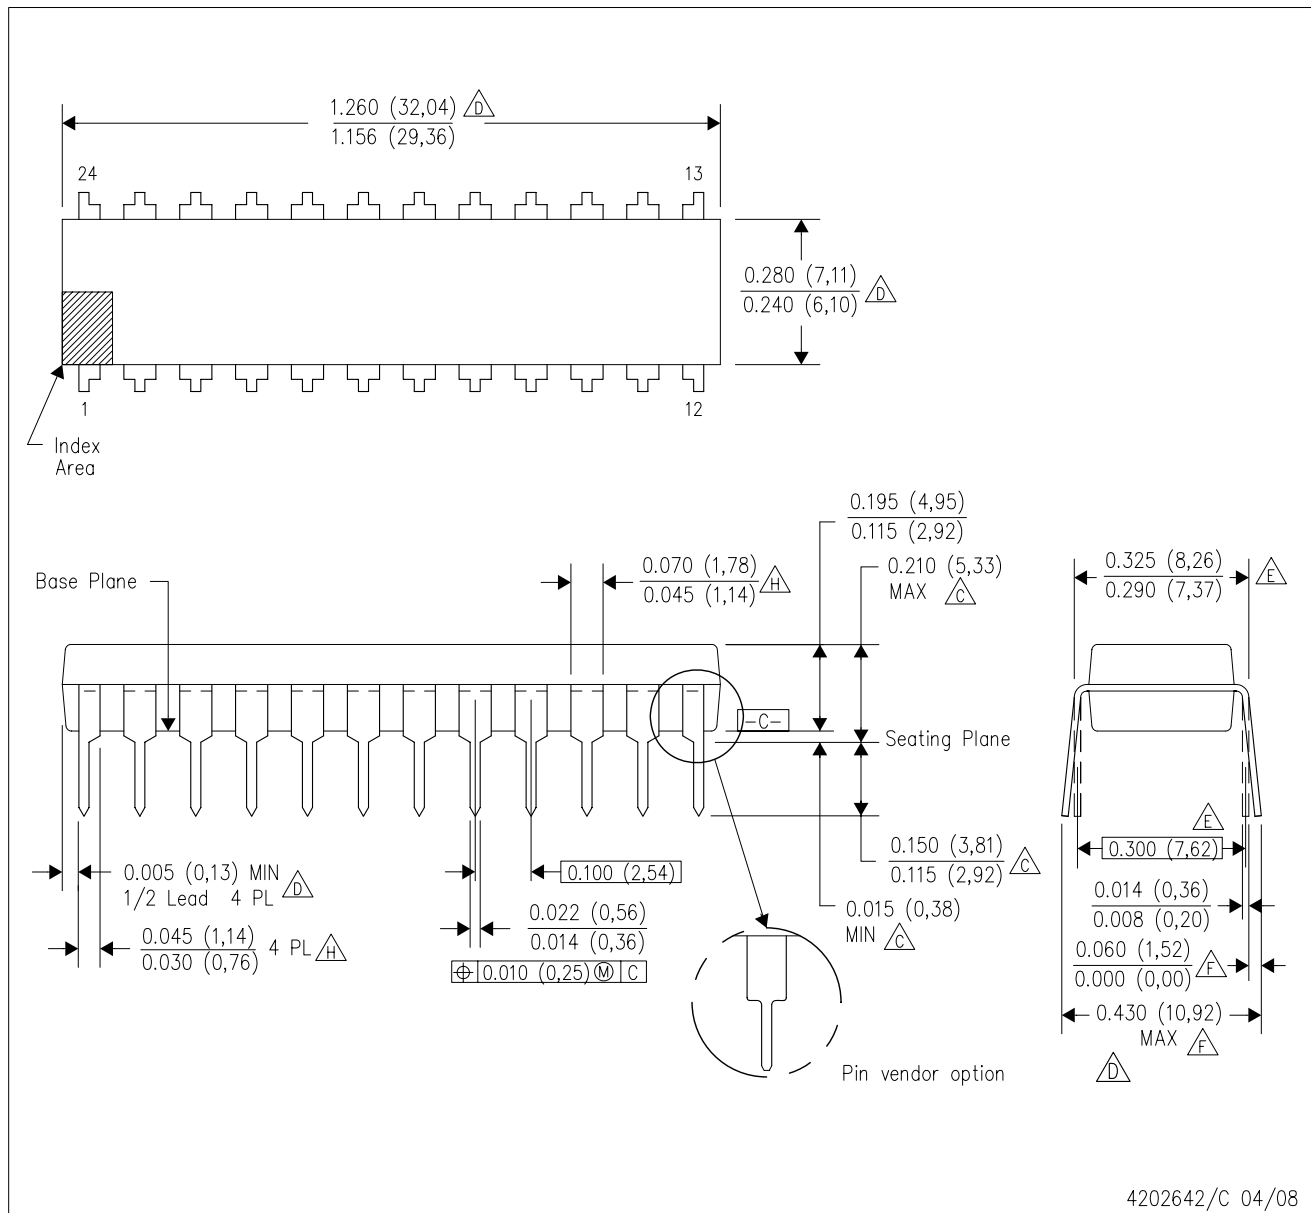 1.260 (32,04) D
1.156 (29,36)
24
13
0.280 (7,11)
0.240 (6,10) D
1
12
Index
Area
0.195 (4,95)
0.115 (2,92)
0.210 (5,33)
MAX C
0.070 (1,78)
0.045 (1,14) H
0.325 (8,26)
0.290 (7,37) E
Base Plane
-C-
Seating Plane
0.005 (0,13) MIN
1/2 Lead 4 PL D
0.100 (2,54)
0.150 (3,81)
0.115 (2,92) C
E
0.300 (7,62)
0.045 (1,14)
0.030 (0,76) 4 PL H
0.022 (0,56)
0.014 (0,36)
⌖ 0.010 (0,25) Ⓜ C
0.015 (0,38)
MIN C
0.014 (0,36)
0.008 (0,20)
0.060 (1,52)
0.000 (0,00) F
0.430 (10,92)
MAX F
D
Pin vendor option
4202642/C 04/08